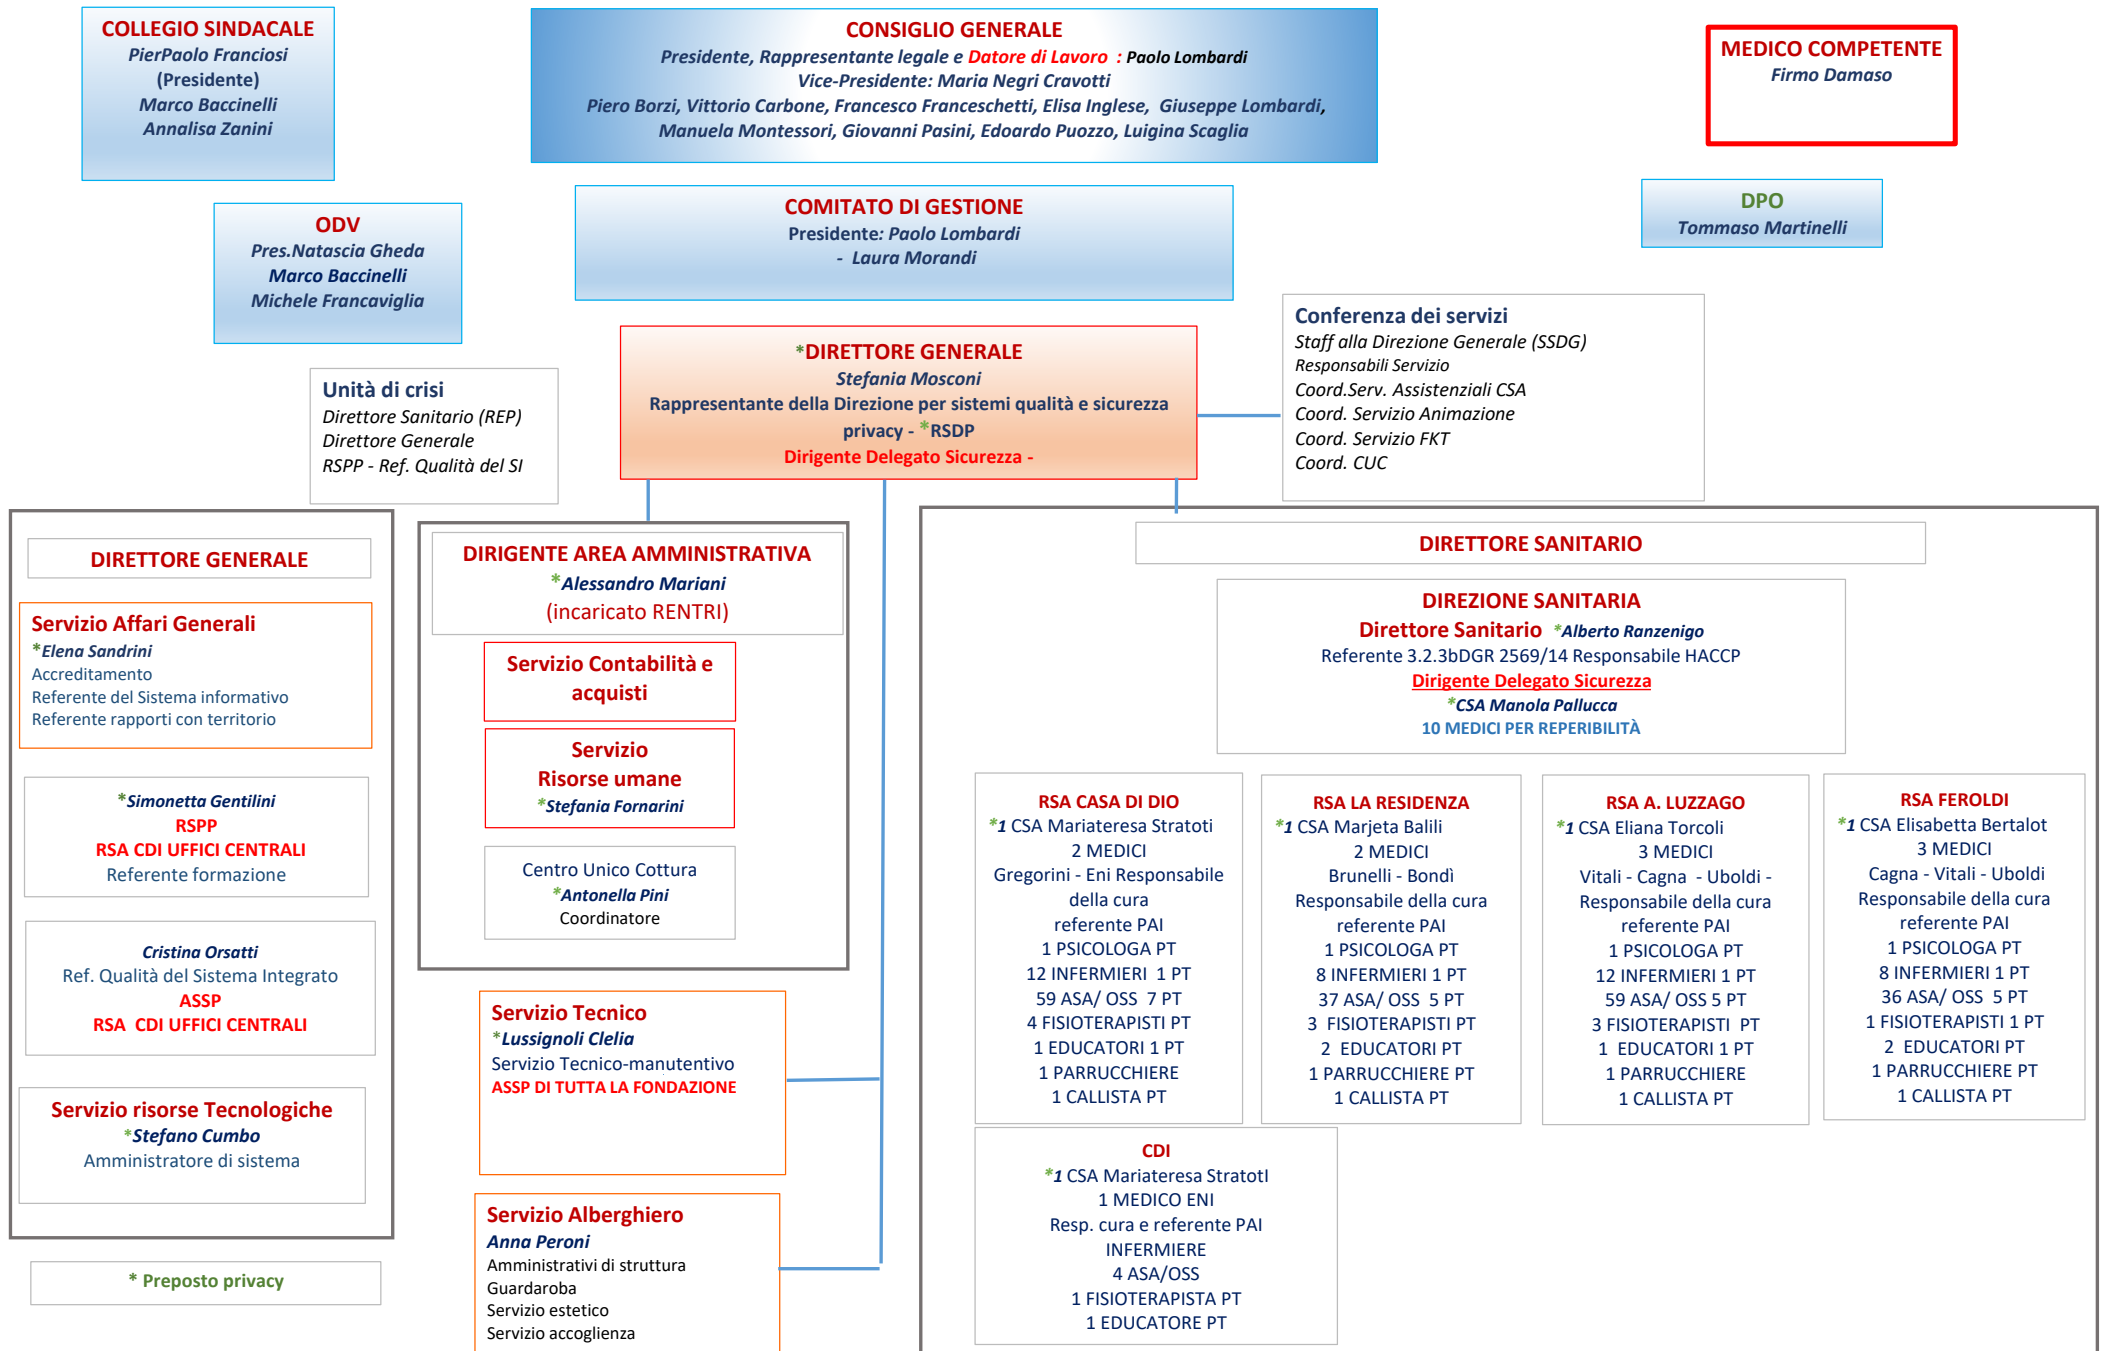 COLLEGIO SINDACALE
PierPaolo Franciosi
(Presidente)
Marco Baccinelli
Annalisa Zanini
CONSIGLIO GENERALE
Presidente, Rappresentante legale e Datore di Lavoro : Paolo Lombardi
Vice-Presidente: Maria Negri Cravotti
Piero Borzi, Vittorio Carbone, Francesco Franceschetti, Elisa Inglese, Giuseppe Lombardi,
Manuela Montessori, Giovanni Pasini, Edoardo Puozzo, Luigina Scaglia
MEDICO COMPETENTE
Firmo Damaso
ODV
Pres.Natascia Gheda
Marco Baccinelli
Michele Francaviglia
COMITATO DI GESTIONE
Presidente: Paolo Lombardi
- Laura Morandi
DPO
Tommaso Martinelli
Unità di crisi
Direttore Sanitario (REP)
Direttore Generale
RSPP - Ref. Qualità del SI
*DIRETTORE GENERALE
Stefania Mosconi
Rappresentante della Direzione per sistemi qualità e sicurezza
privacy - *RSDP
Dirigente Delegato Sicurezza -
Conferenza dei servizi
Staff alla Direzione Generale (SSDG)
Responsabili Servizio
Coord.Serv. Assistenziali CSA
Coord. Servizio Animazione
Coord. Servizio FKT
Coord. CUC
DIRETTORE GENERALE
Servizio Affari Generali
*Elena Sandrini
Accreditamento
Referente del Sistema informativo
Referente rapporti con territorio
*Simonetta Gentilini
RSPP
RSA CDI UFFICI CENTRALI
Referente formazione
Cristina Orsatti
Ref. Qualità del Sistema Integrato
ASSP
RSA CDI UFFICI CENTRALI
Servizio risorse Tecnologiche
*Stefano Cumbo
Amministratore di sistema
* Preposto privacy
DIRIGENTE AREA AMMINISTRATIVA
*Alessandro Mariani
(incaricato RENTRI)
Servizio Contabilità e
acquisti
Servizio
Risorse umane
*Stefania Fornarini
Centro Unico Cottura
*Antonella Pini
Coordinatore
Servizio Tecnico
*Lussignoli Clelia
Servizio Tecnico-manutentivo
ASSP DI TUTTA LA FONDAZIONE
Servizio Alberghiero
Anna Peroni
Amministrativi di struttura
Guardaroba
Servizio estetico
Servizio accoglienza
DIRETTORE SANITARIO
DIREZIONE SANITARIA
Direttore Sanitario *Alberto Ranzenigo
Referente 3.2.3bDGR 2569/14 Responsabile HACCP
Dirigente Delegato Sicurezza
*CSA Manola Pallucca
10 MEDICI PER REPERIBILITÀ
RSA CASA DI DIO
*1 CSA Mariateresa Stratoti
2 MEDICI
Gregorini - Eni Responsabile
della cura
referente PAI
1 PSICOLOGA PT
12 INFERMIERI 1 PT
59 ASA/ OSS 7 PT
4 FISIOTERAPISTI PT
1 EDUCATORI 1 PT
1 PARRUCCHIERE
1 CALLISTA PT
RSA LA RESIDENZA
*1 CSA Marjeta Balili
2 MEDICI
Brunelli - Bondì
Responsabile della cura
referente PAI
1 PSICOLOGA PT
8 INFERMIERI 1 PT
37 ASA/ OSS 5 PT
3 FISIOTERAPISTI PT
2 EDUCATORI PT
1 PARRUCCHIERE PT
1 CALLISTA PT
RSA A. LUZZAGO
*1 CSA Eliana Torcoli
3 MEDICI
Vitali - Cagna - Uboldi -
Responsabile della cura
referente PAI
1 PSICOLOGA PT
12 INFERMIERI 1 PT
59 ASA/ OSS 5 PT
3 FISIOTERAPISTI PT
1 EDUCATORI 1 PT
1 PARRUCCHIERE
1 CALLISTA PT
RSA FEROLDI
*1 CSA Elisabetta Bertalot
3 MEDICI
Cagna - Vitali - Uboldi
Responsabile della cura
referente PAI
1 PSICOLOGA PT
8 INFERMIERI 1 PT
36 ASA/ OSS 5 PT
1 FISIOTERAPISTI 1 PT
2 EDUCATORI PT
1 PARRUCCHIERE PT
1 CALLISTA PT
CDI
*1 CSA Mariateresa StratotI
1 MEDICO ENI
Resp. cura e referente PAI
INFERMIERE
4 ASA/OSS
1 FISIOTERAPISTA PT
1 EDUCATORE PT